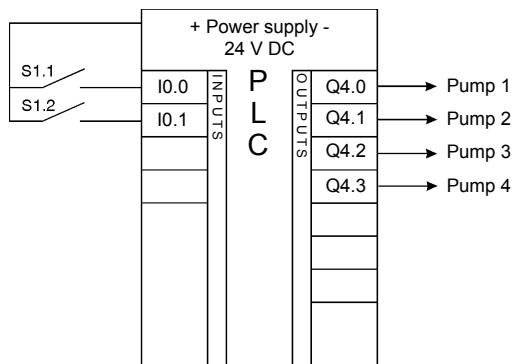 + Power supply -
24 V DC
S1.1
S1.2
I0.0
I0.1
INPUTS
PLC
OUTPUTS
Q4.0
Q4.1
Q4.2
Q4.3
Pump 1
Pump 2
Pump 3
Pump 4